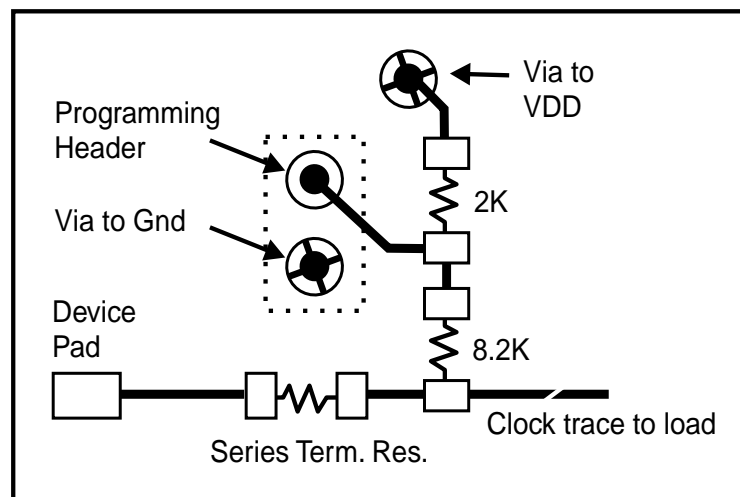 Via to
VDD
Programming
Header
2K
Via to Gnd
Device
Pad
8.2K
Clock trace to load
Series Term. Res.